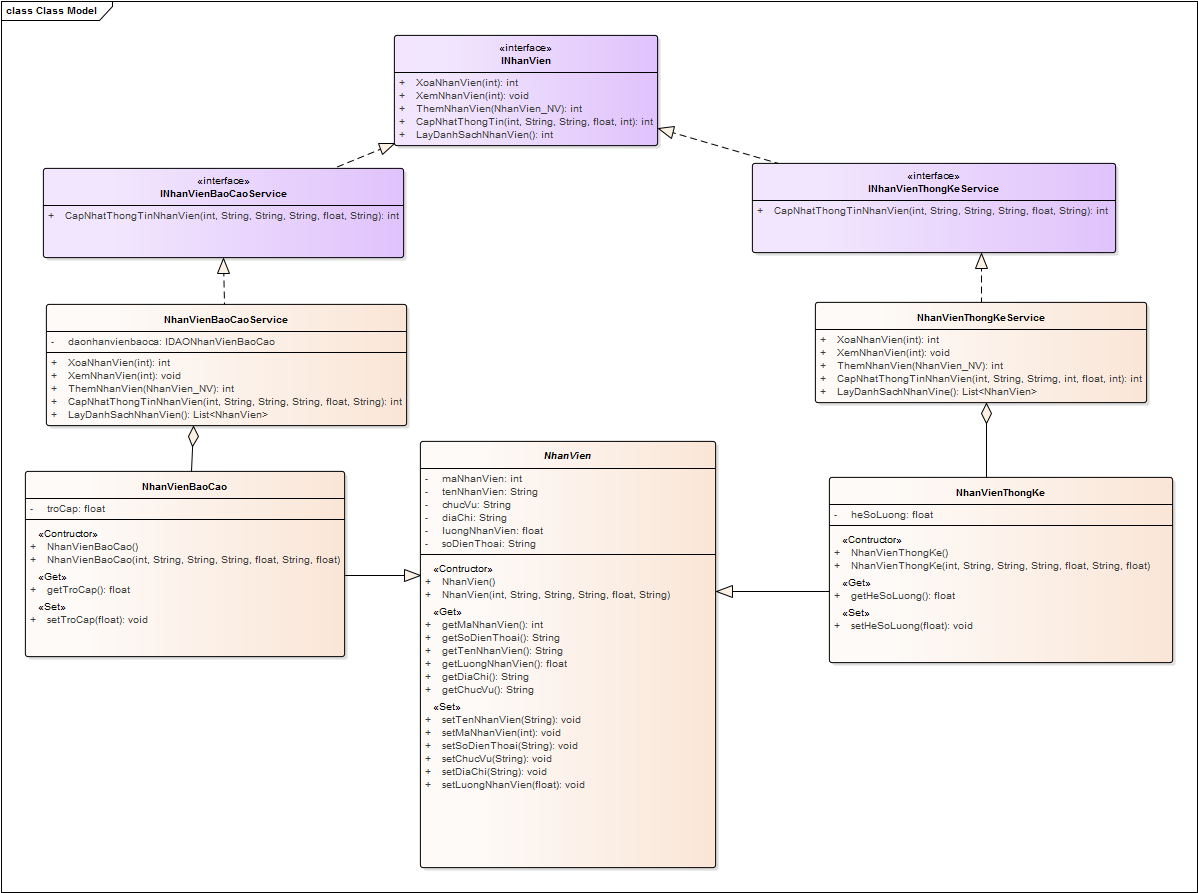 class Class Model
«interface»
INhanVien
+ XoaNhanVien(int): int
+ XemNhanVien(int): void
+ ThemNhanVien(NhanVien_NV): int
+ CapNhatThongTin(int, String, String, float, int): int
+ LayDanhSachNhanVien(): int
«interface»
INhanVienBaoCaoService
+ CapNhatThongTinNhanVien(int, String, String, String, float, String): int
«interface»
INhanVienThongKeService
+ CapNhatThongTinNhanVien(int, String, String, String, float, String): int
NhanVienBaoCaoService
- daonhanvienbaoca: IDAONhanVienBaoCao
+ XoaNhanVien(int): int
+ XemNhanVien(int): void
+ ThemNhanVien(NhanVien_NV): int
+ CapNhatThongTinNhanVien(int, String, String, String, float, String): int
+ LayDanhSachNhanVien(): List<NhanVien>
NhanVienThongKeService
+ XoaNhanVien(int): int
+ XemNhanVien(int): void
+ ThemNhanVien(NhanVien_NV): int
+ CapNhatThongTinNhanVien(int, String, Strimg, int, float, int): int
+ LayDanhSachNhanVine(): List<NhanVien>
NhanVienBaoCao
- troCap: float
«Contructor»
+ NhanVienBaoCao()
+ NhanVienBaoCao(int, String, String, String, float, String, float)
«Get»
+ getTroCap(): float
«Set»
+ setTroCap(float): void
NhanVien
- maNhanVien: int
- tenNhanVien: String
- chucVu: String
- diaChi: String
- luongNhanVien: float
- soDienThoai: String
«Contructor»
+ NhanVien()
+ NhanVien(int, String, String, String, float, String)
«Get»
+ getMaNhanVien(): int
+ getSoDienThoai(): String
+ getTenNhanVien(): String
+ getLuongNhanVien(): float
+ getDiaChi(): String
+ getChucVu(): String
«Set»
+ setTenNhanVien(String): void
+ setMaNhanVien(int): void
+ setSoDienThoai(String): void
+ setChucVu(String): void
+ setDiaChi(String): void
+ setLuongNhanVien(float): void
NhanVienThongKe
- heSoLuong: float
«Contructor»
+ NhanVienThongKe()
+ NhanVienThongKe(int, String, String, String, float, String, float)
«Get»
+ getHeSoLuong(): float
«Set»
+ setHeSoLuong(float): void